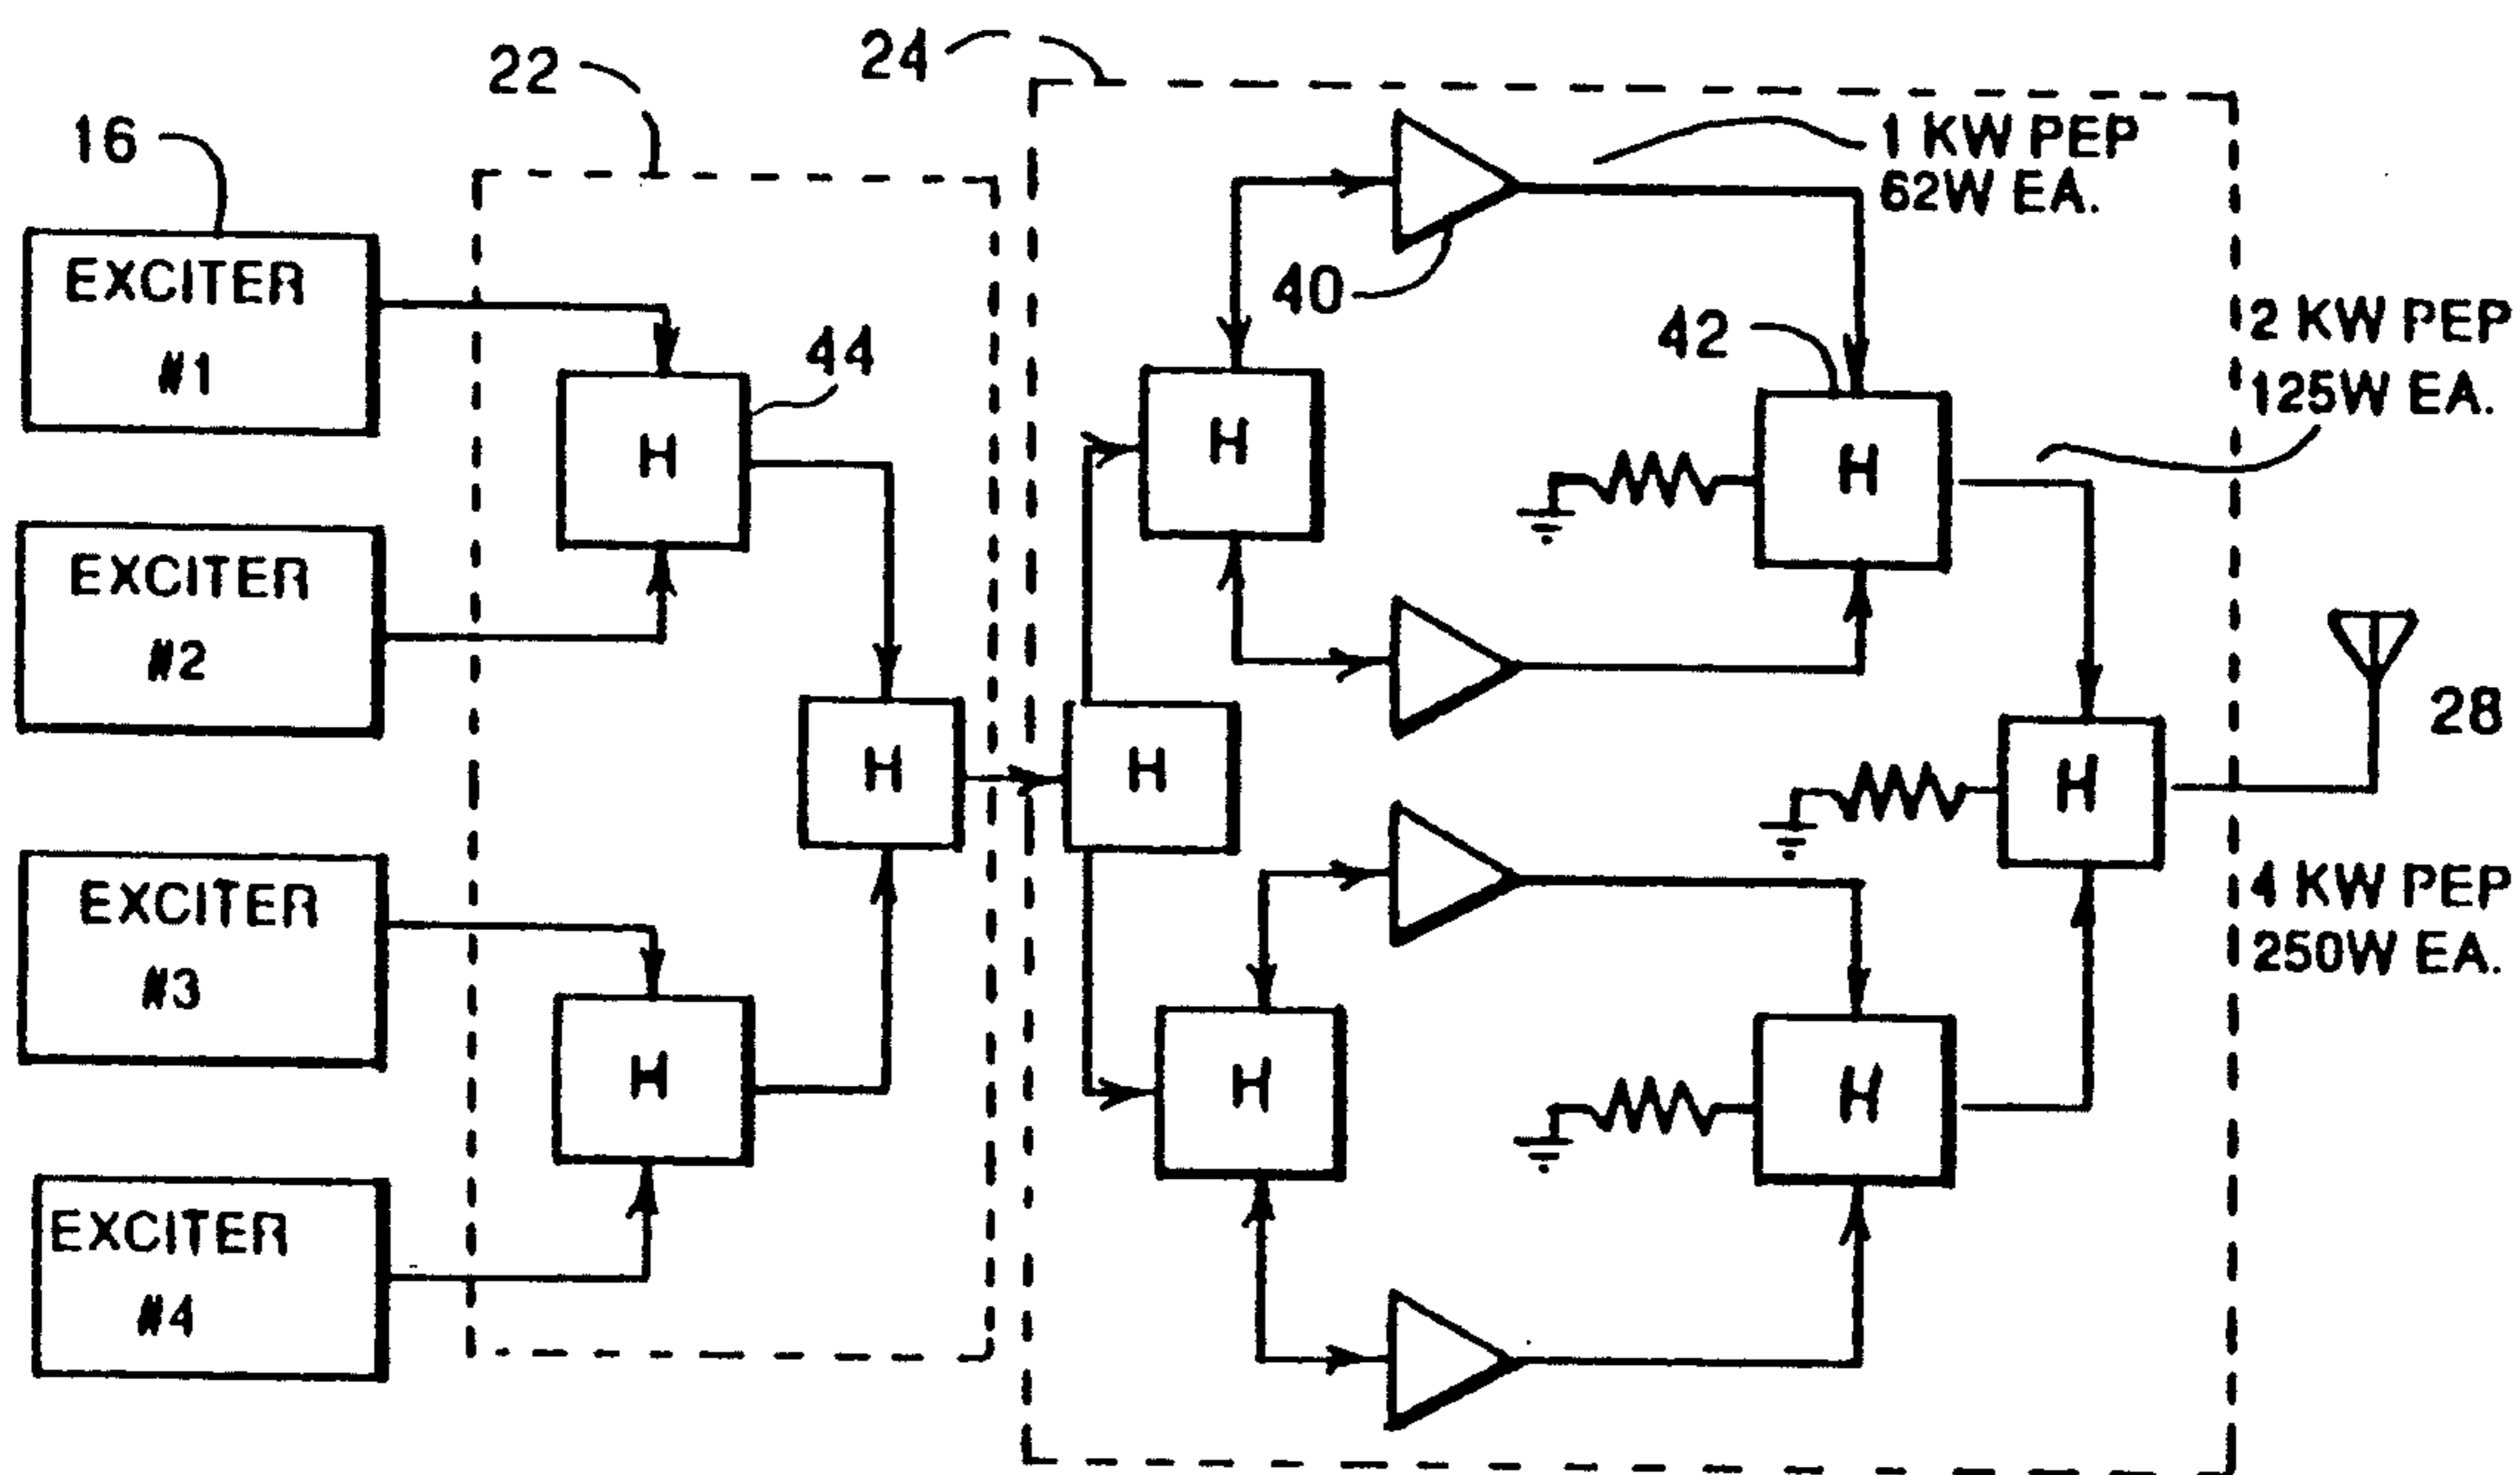 22
24
16
1 KW PEP
62W EA.
EXCITER
#1
40
44
42
2 KW PEP
125W EA.
H
H
H
EXCITER
#2
H
H
H
28
EXCITER
#3
4 KW PEP
250W EA.
H
H
H
EXCITER
#4